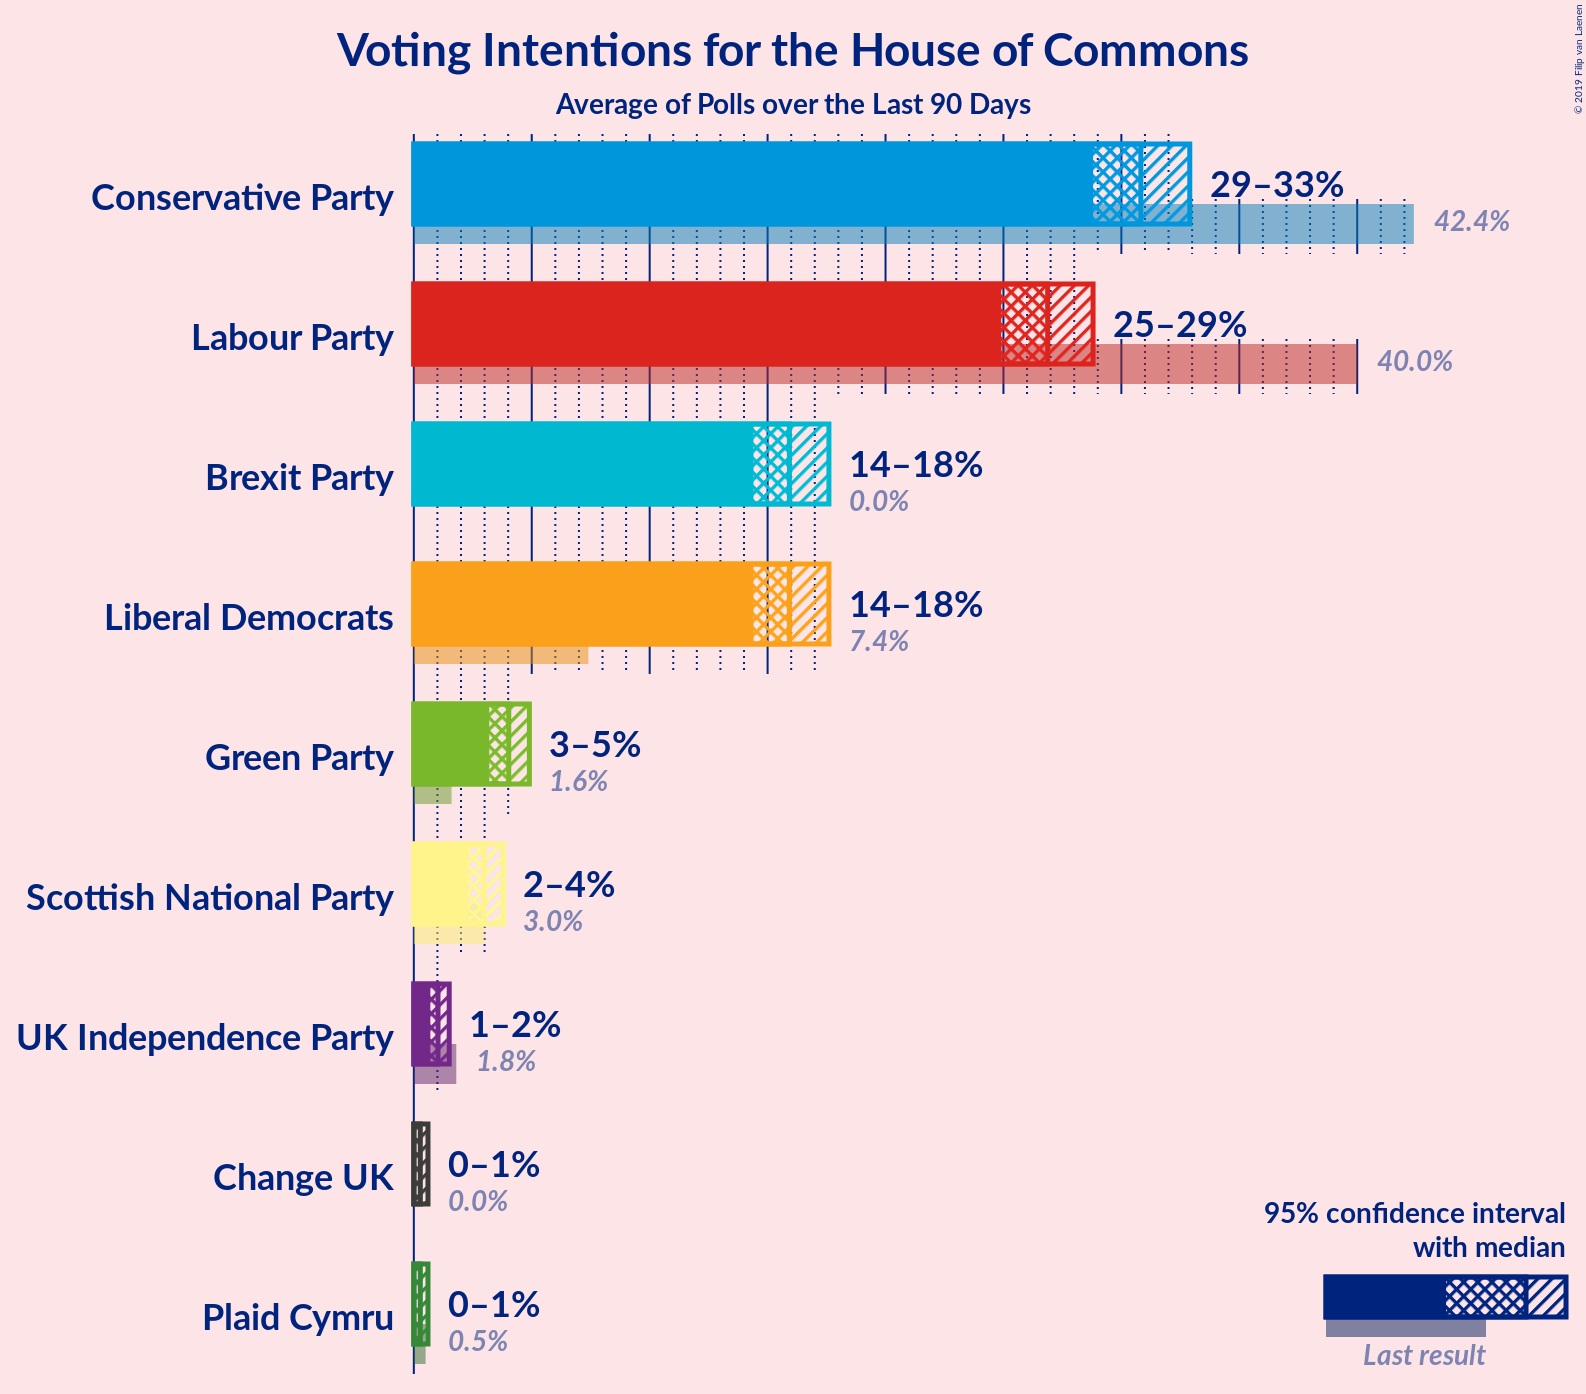 Voting Intentions for the House of Commons
Average of Polls over the Last 90 Days
© 2019 Filip van Laenen
Conservative Party
29–33%
42.4%
Labour Party
25–29%
40.0%
Brexit Party
14–18%
0.0%
Liberal Democrats
14–18%
7.4%
Green Party
3–5%
1.6%
Scottish National Party
2–4%
3.0%
UK Independence Party
1–2%
1.8%
Change UK
0–1%
0.0%
Plaid Cymru
0–1%
0.5%
95% confidence interval
with median
Last result